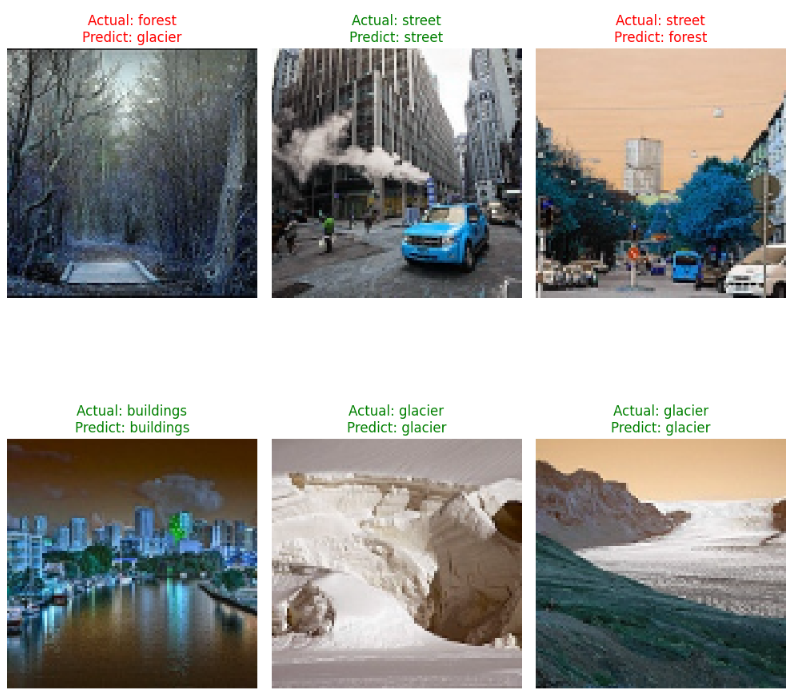 Actual: forest
Predict: glacier
Actual: street
Predict: street
Actual: street
Predict: forest
Actual: buildings
Predict: buildings
Actual: glacier
Predict: glacier
Actual: glacier
Predict: glacier